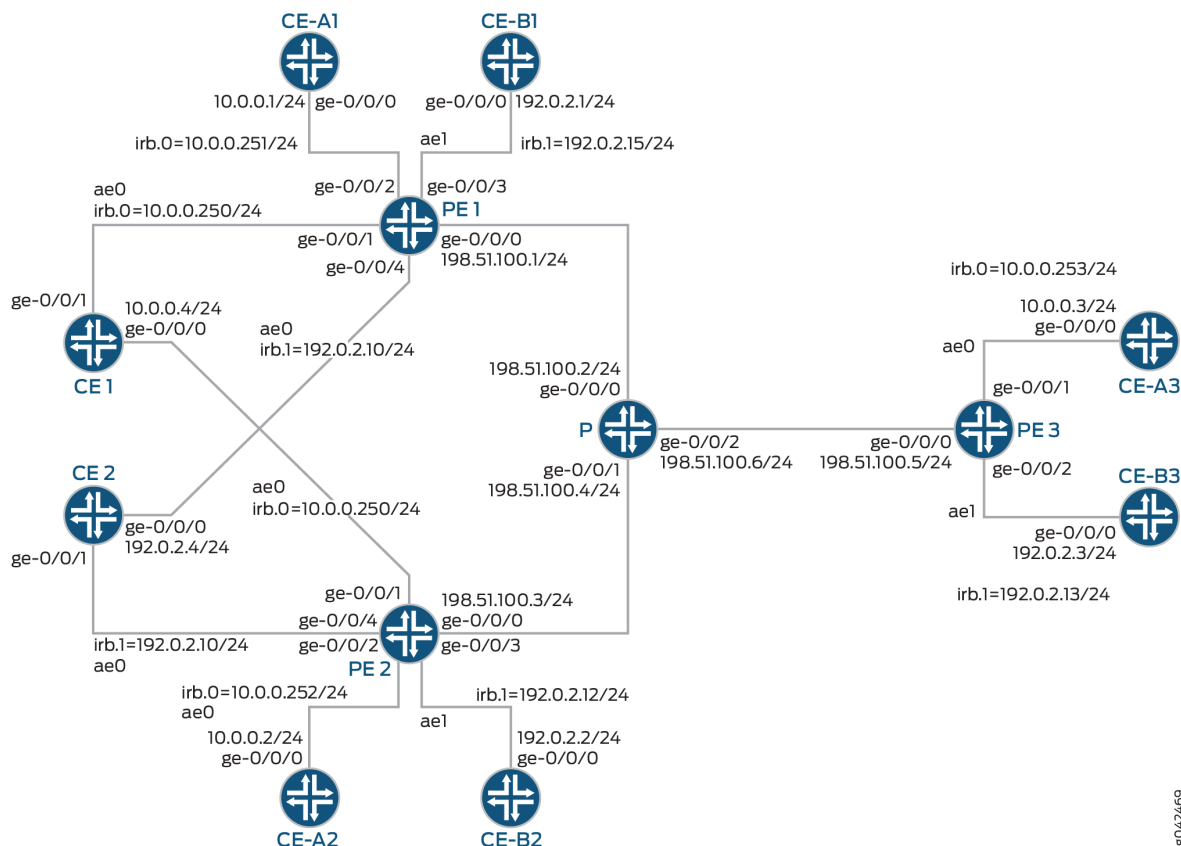 CE-A1
CE-B1
10.0.0.1/24 ge-0/0/0
ge-0/0/0 192.0.2.1/24
irb.0=10.0.0.251/24
ae1
irb.1=192.0.2.15/24
ge-0/0/2
ge-0/0/3
ae0
irb.0=10.0.0.250/24
PE 1
ge-0/0/1
ge-0/0/0
198.51.100.1/24
ge-0/0/4
ge-0/0/1
10.0.0.4/24
ge-0/0/0
CE 1
ae0
irb.1=192.0.2.10/24
irb.0=10.0.0.253/24
10.0.0.3/24
ge-0/0/0
ae0
CE-A3
198.51.100.2/24
ge-0/0/0
ge-0/0/1
P
ge-0/0/2
198.51.100.6/24
ge-0/0/0
198.51.100.5/24
PE 3
ge-0/0/1
198.51.100.4/24
ge-0/0/2
CE 2
ge-0/0/0
192.0.2.4/24
ge-0/0/1
ae0
irb.0=10.0.0.250/24
CE-B3
ae1
ge-0/0/0
192.0.2.3/24
irb.1=192.0.2.13/24
ge-0/0/1
198.51.100.3/24
ge-0/0/4
ge-0/0/0
irb.1=192.0.2.10/24
ae0
ge-0/0/2
ge-0/0/3
PE 2
irb.0=10.0.0.252/24
ae0
irb.1=192.0.2.12/24
ae1
10.0.0.2/24
ge-0/0/0
192.0.2.2/24
ge-0/0/0
CE-A2
CE-B2
g042469